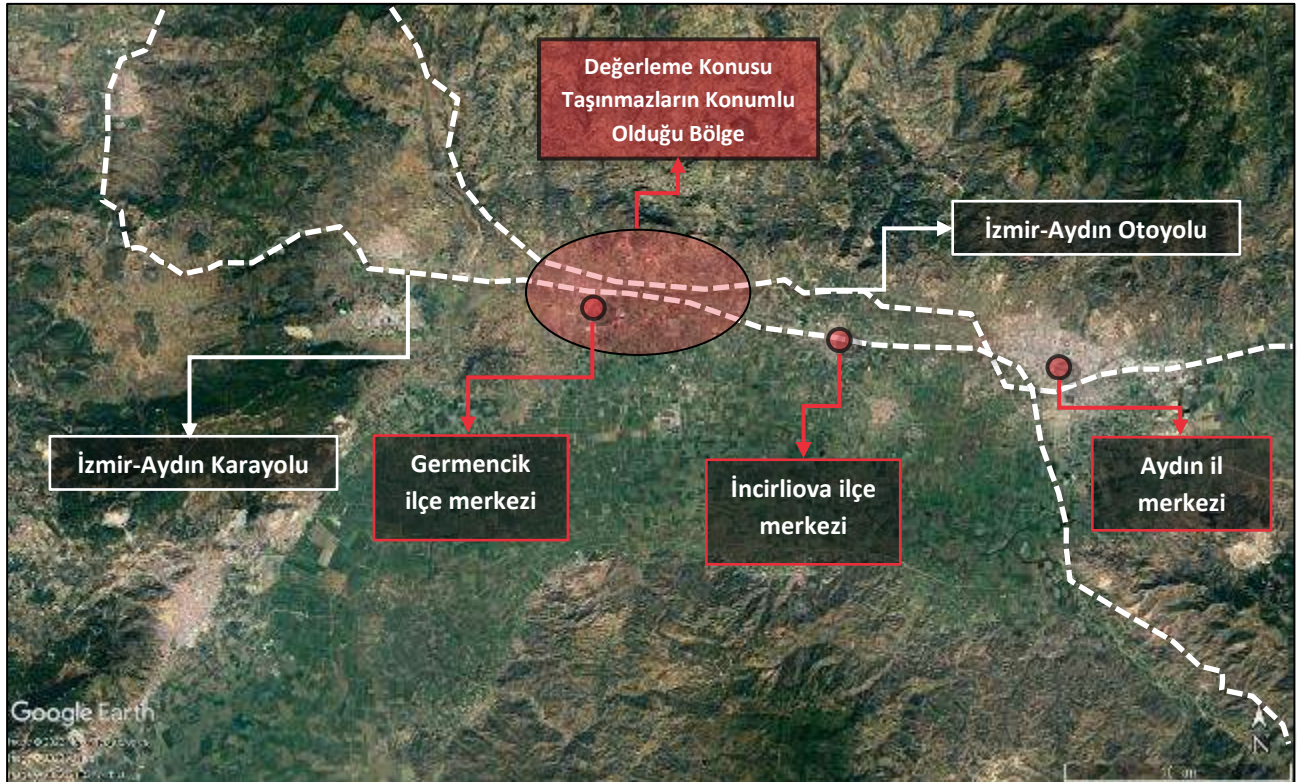 Değerleme Konusu
Taşınmazların Konumlu
Olduğu Bölge
İzmir-Aydın Otoyolu
İzmir-Aydın Karayolu
Germencik
ilçe merkezi
İncirliova ilçe
merkezi
Aydın il
merkezi
Google Earth
N